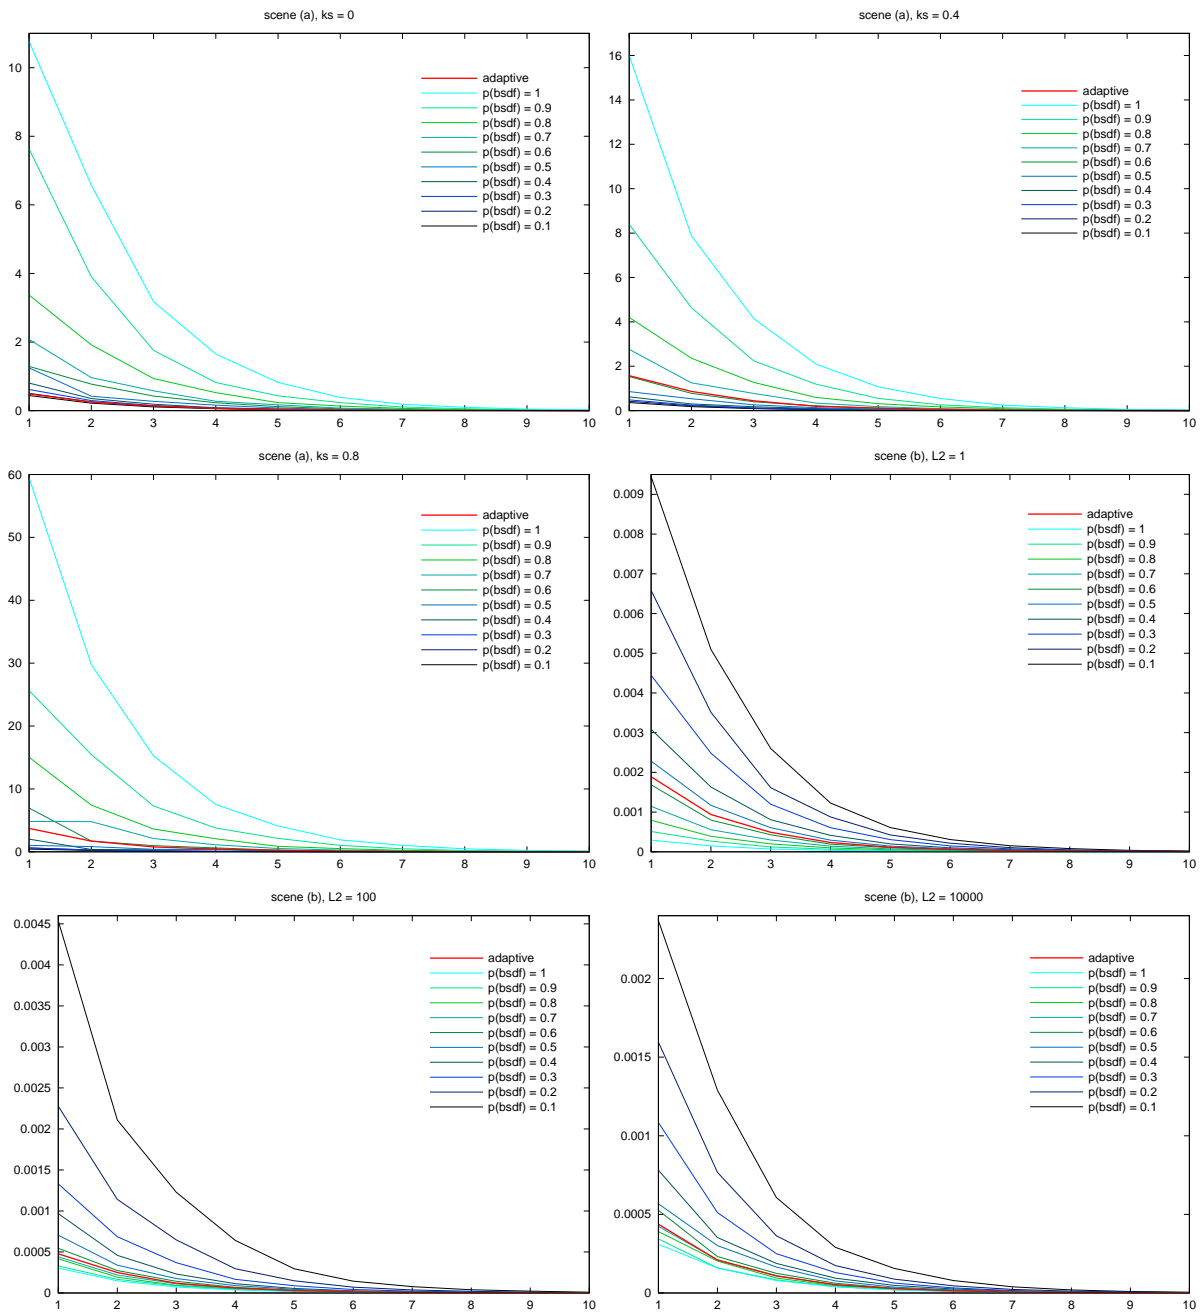 scene (a), ks = 0
10
8
6
4
2
0
1 2 3 4 5 6 7 8 9 10
adaptive
p(bsdf) = 1
p(bsdf) = 0.9
p(bsdf) = 0.8
p(bsdf) = 0.7
p(bsdf) = 0.6
p(bsdf) = 0.5
p(bsdf) = 0.4
p(bsdf) = 0.3
p(bsdf) = 0.2
p(bsdf) = 0.1
scene (a), ks = 0.4
16
14
12
10
8
6
4
2
0
1 2 3 4 5 6 7 8 9 10
adaptive
p(bsdf) = 1
p(bsdf) = 0.9
p(bsdf) = 0.8
p(bsdf) = 0.7
p(bsdf) = 0.6
p(bsdf) = 0.5
p(bsdf) = 0.4
p(bsdf) = 0.3
p(bsdf) = 0.2
p(bsdf) = 0.1
scene (a), ks = 0.8
60
50
40
30
20
10
0
1 2 3 4 5 6 7 8 9 10
adaptive
p(bsdf) = 1
p(bsdf) = 0.9
p(bsdf) = 0.8
p(bsdf) = 0.7
p(bsdf) = 0.6
p(bsdf) = 0.5
p(bsdf) = 0.4
p(bsdf) = 0.3
p(bsdf) = 0.2
p(bsdf) = 0.1
scene (b), L2 = 1
0.009
0.008
0.007
0.006
0.005
0.004
0.003
0.002
0.001
0
1 2 3 4 5 6 7 8 9 10
adaptive
p(bsdf) = 1
p(bsdf) = 0.9
p(bsdf) = 0.8
p(bsdf) = 0.7
p(bsdf) = 0.6
p(bsdf) = 0.5
p(bsdf) = 0.4
p(bsdf) = 0.3
p(bsdf) = 0.2
p(bsdf) = 0.1
scene (b), L2 = 100
0.0045
0.004
0.0035
0.003
0.0025
0.002
0.0015
0.001
0.0005
0
1 2 3 4 5 6 7 8 9 10
adaptive
p(bsdf) = 1
p(bsdf) = 0.9
p(bsdf) = 0.8
p(bsdf) = 0.7
p(bsdf) = 0.6
p(bsdf) = 0.5
p(bsdf) = 0.4
p(bsdf) = 0.3
p(bsdf) = 0.2
p(bsdf) = 0.1
scene (b), L2 = 10000
0.002
0.0015
0.001
0.0005
0
1 2 3 4 5 6 7 8 9 10
adaptive
p(bsdf) = 1
p(bsdf) = 0.9
p(bsdf) = 0.8
p(bsdf) = 0.7
p(bsdf) = 0.6
p(bsdf) = 0.5
p(bsdf) = 0.4
p(bsdf) = 0.3
p(bsdf) = 0.2
p(bsdf) = 0.1